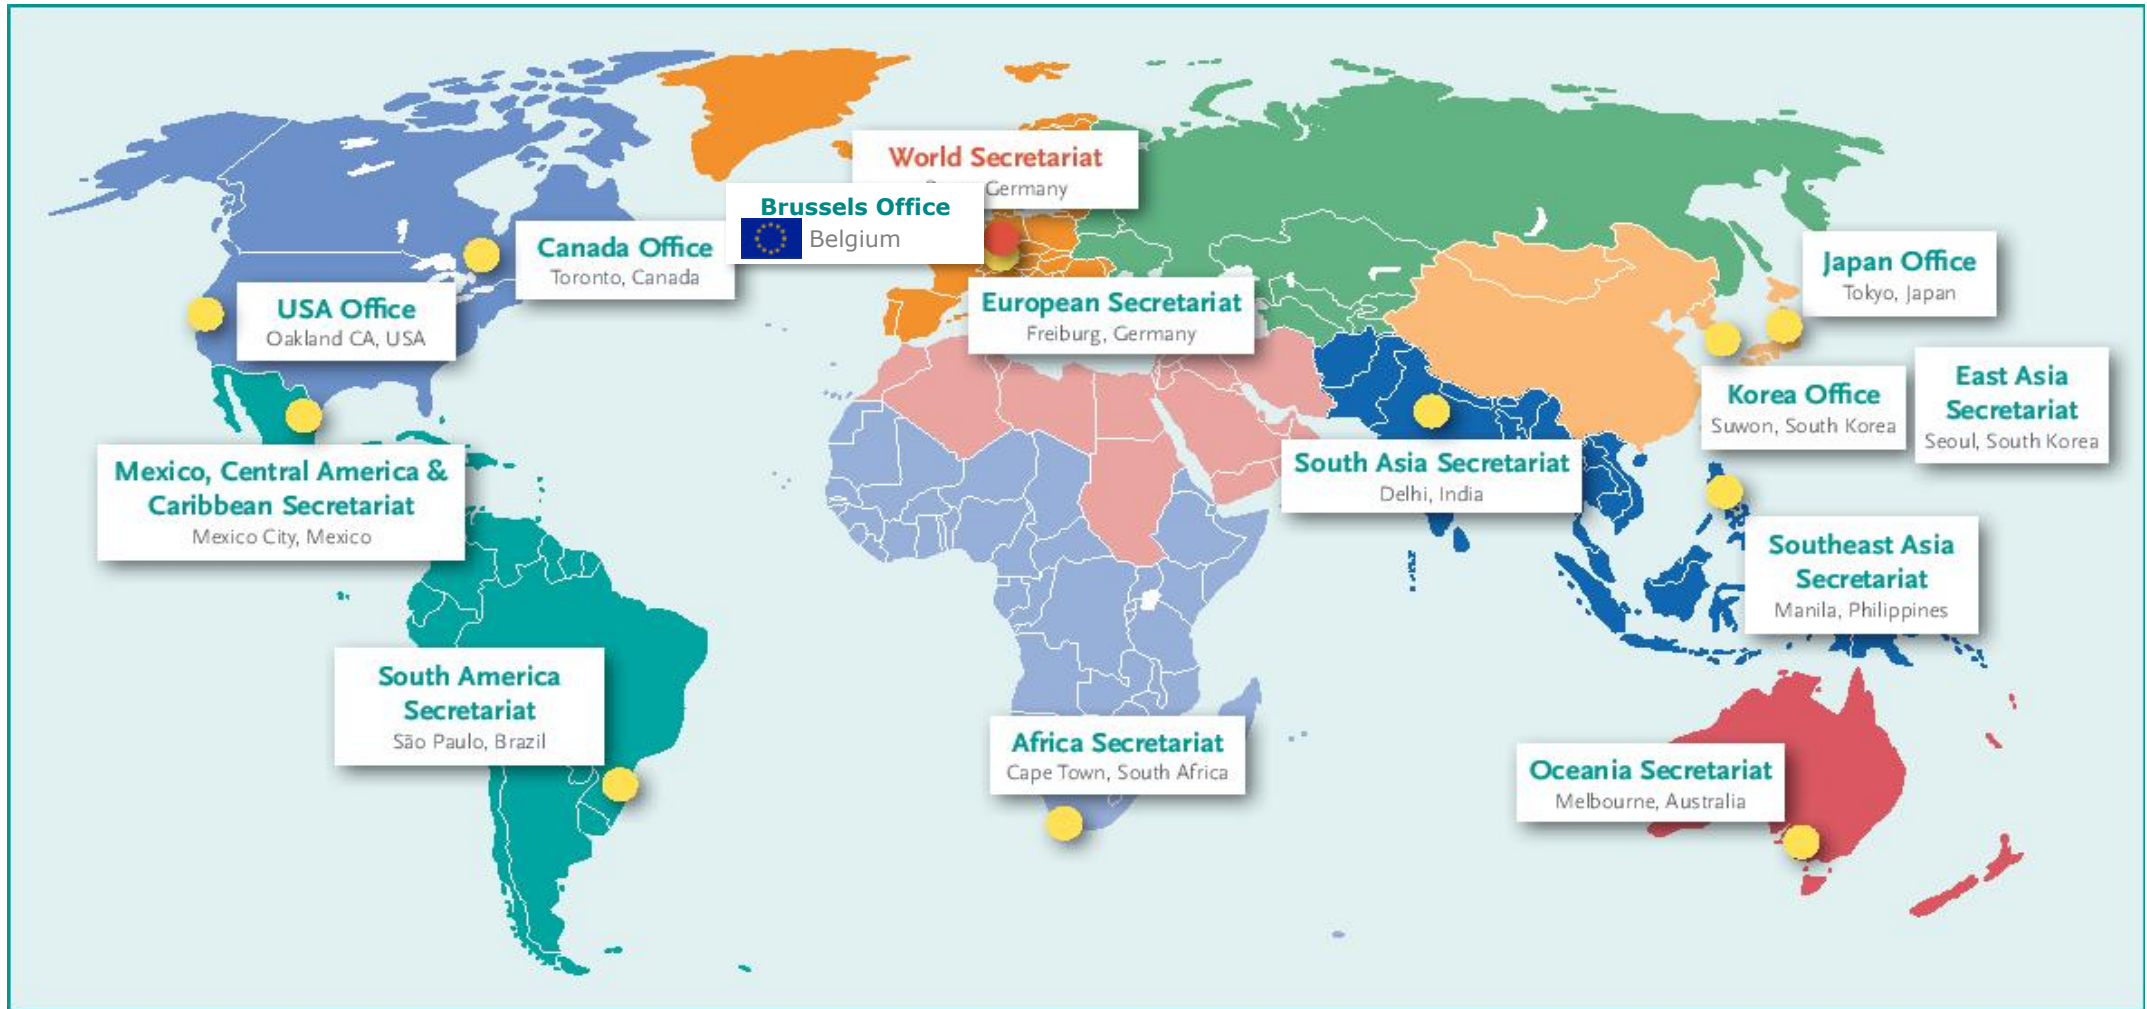 World Secretariat
Germany
Brussels Office
Belgium
Canada Office
Toronto, Canada
USA Office
Oakland CA, USA
European Secretariat
Freiburg, Germany
Japan Office
Tokyo, Japan
Korea Office
Suwon, South Korea
East Asia
Secretariat
Seoul, South Korea
Mexico, Central America &
Caribbean Secretariat
Mexico City, Mexico
South Asia Secretariat
Delhi, India
Southeast Asia
Secretariat
Manila, Philippines
South America
Secretariat
São Paulo, Brazil
Africa Secretariat
Cape Town, South Africa
Oceania Secretariat
Melbourne, Australia